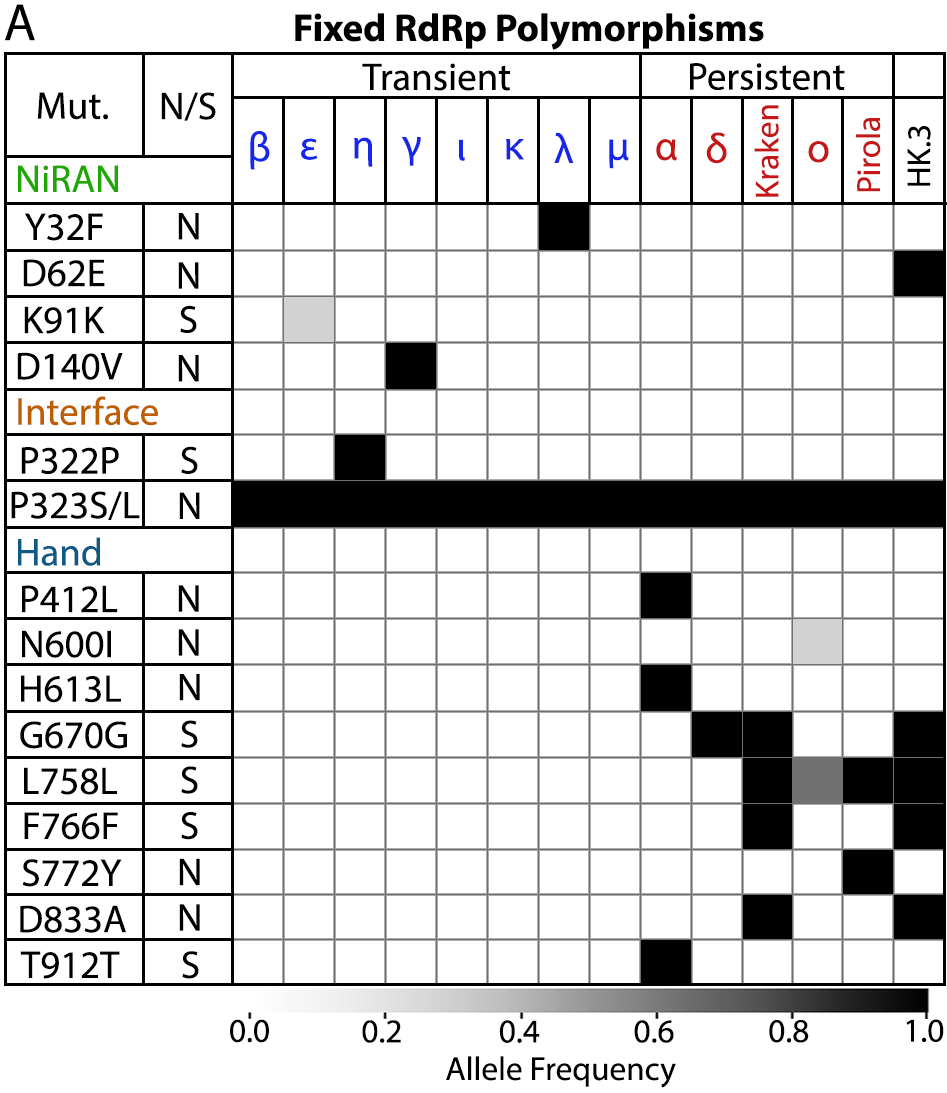 A
Fixed RdRp Polymorphisms
Mut. N/S Transient Persistent
β ε η γ ι κ λ μ α δ Kraken ο Pirola HK.3
NiRAN
Y32F N
D62E N
K91K S
D140V N
Interface
P322P S
P323S/L N
Hand
P412L N
N600I N
H613L N
G670G S
L758L S
F766F S
S772Y N
D833A N
T912T S
0.0 0.2 0.4 0.6 0.8 1.0
Allele Frequency